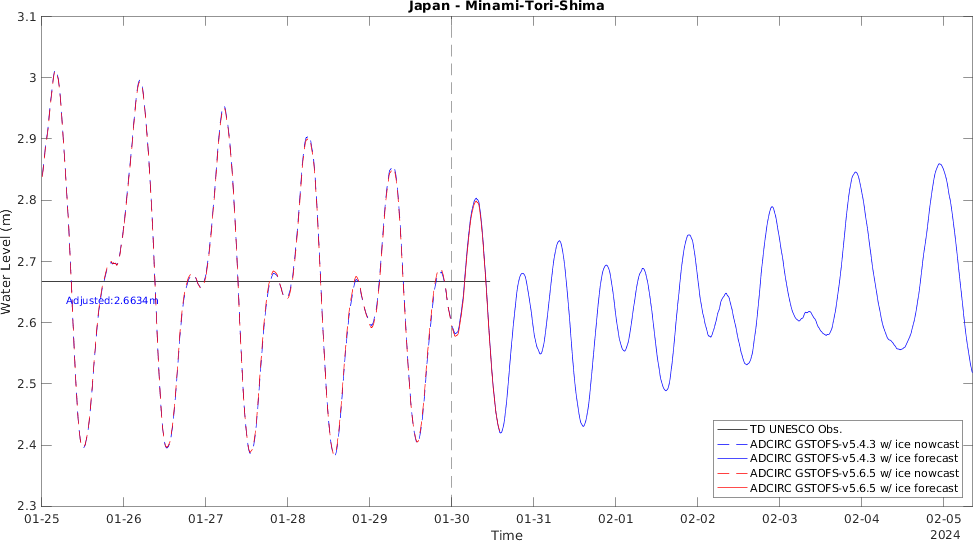 Japan - Minami-Tori-Shima
3.1
3
2.9
2.8
2.7
2.6
2.5
2.4
2.3
Water Level (m)
Adjusted:2.6634m
TD UNESCO Obs.
ADCIRC GSTOFS-v5.4.3 w/ ice nowcast
ADCIRC GSTOFS-v5.4.3 w/ ice forecast
ADCIRC GSTOFS-v5.6.5 w/ ice nowcast
ADCIRC GSTOFS-v5.6.5 w/ ice forecast
01-25 01-26 01-27 01-28 01-29 01-30 01-31 02-01 02-02 02-03 02-04 02-05
Time
2024